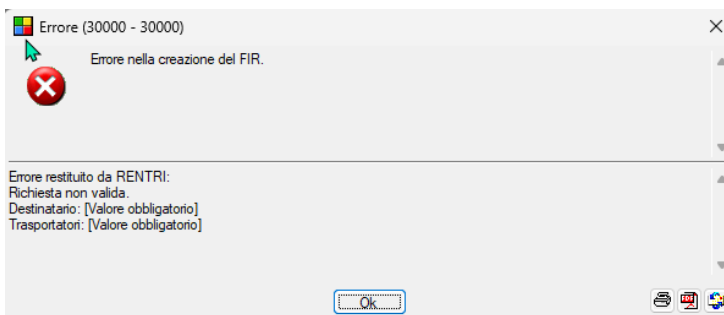 Errore (30000 - 30000)
Errore nella creazione del FIR.
Errore restituito da RENTRI:
Richiesta non valida.
Destinatario: [Valore obbligatorio]
Trasportatori: [Valore obbligatorio]
Ok